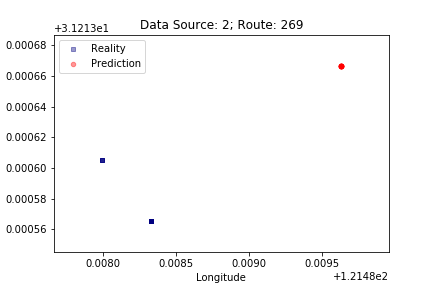 Data Source: 2; Route: 269
+3.1213e1
0.00068
0.00066
0.00064
0.00062
0.00060
0.00058
0.00056
Reality
Prediction
0.0080 0.0085 0.0090 0.0095
Longitude
+1.2148e2